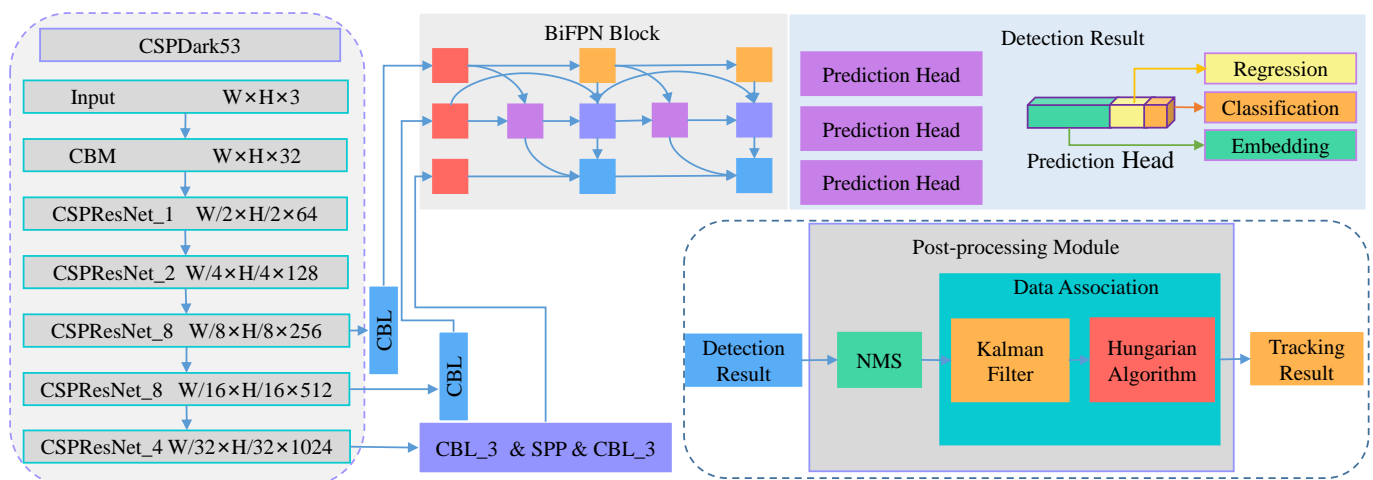 CSPDark53
Input W×H×3
CBM W×H×32
CSPResNet_1 W/2×H/2×64
CSPResNet_2 W/4×H/4×128
CSPResNet_8 W/8×H/8×256
CSPResNet_8 W/16×H/16×512
CSPResNet_4 W/32×H/32×1024
CBL
CBL
CBL_3 & SPP & CBL_3
BiFPN Block
Prediction Head
Prediction Head
Prediction Head
Detection Result
Regression
Classification
Embedding
Prediction Head
Post-processing Module
Data Association
Detection
Result
NMS
Kalman
Filter
Hungarian
Algorithm
Tracking
Result